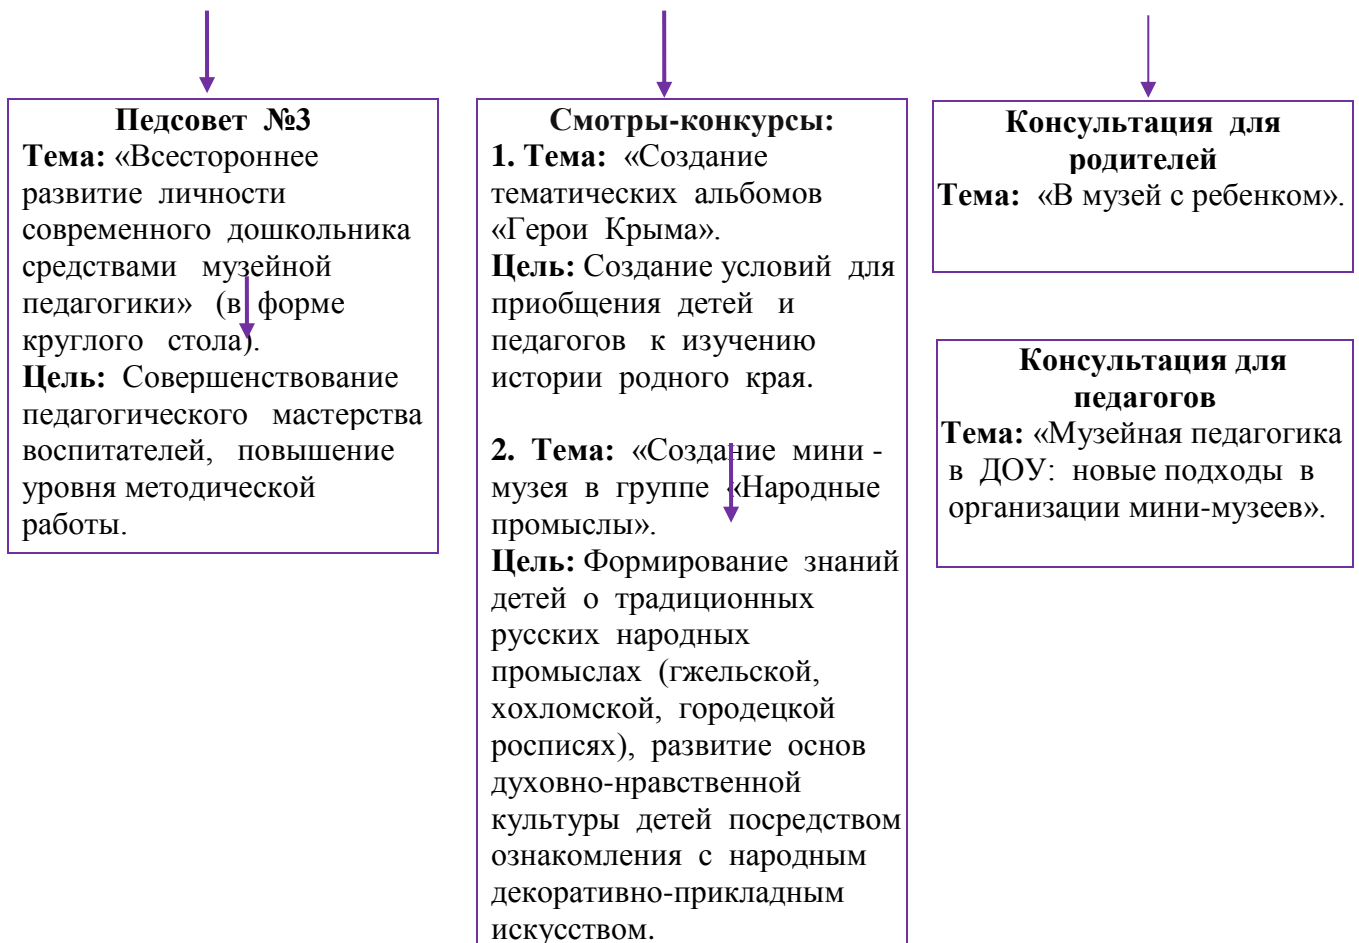 Педсовет №3
Тема: «Всестороннее
развитие личности
современного дошкольника
средствами музейной
педагогики» (в форме
круглого стола).
Цель: Совершенствование
педагогического мастерства
воспитателей, повышение
уровня методической
работы.
Смотры-конкурсы:
1. Тема: «Создание
тематических альбомов
«Герои Крыма».
Цель: Создание условий для
приобщения детей и
педагогов к изучению
истории родного края.
2. Тема: «Создание мини -
музея в группе «Народные
промыслы».
Цель: Формирование знаний
детей о традиционных
русских народных
промыслах (гжельской,
хохломской, городецкой
росписях), развитие основ
духовно-нравственной
культуры детей посредством
ознакомления с народным
декоративно-прикладным
искусством.
Консультация для
родителей
Тема: «В музей с ребенком».
Консультация для
педагогов
Тема: «Музейная педагогика
в ДОУ: новые подходы в
организации мини-музеев».